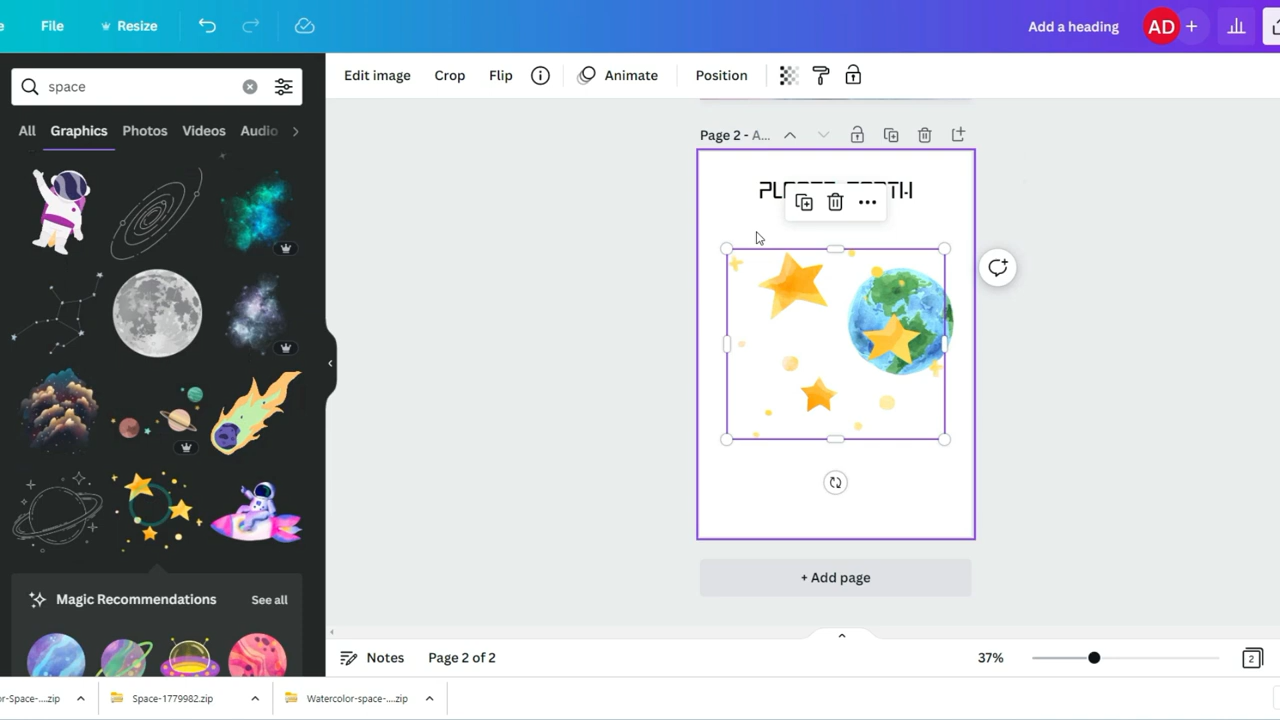 File
Resize
Add a heading
AD
space
Edit image
Crop
Flip
Animate
Position
All
Graphics
Photos
Videos
Audio
Page 2 - A...
Magic Recommendations
See all
+ Add page
Notes
Page 2 of 2
37%
2
r-Space-....zip
Space-1779982.zip
Watercolor-space-....zip